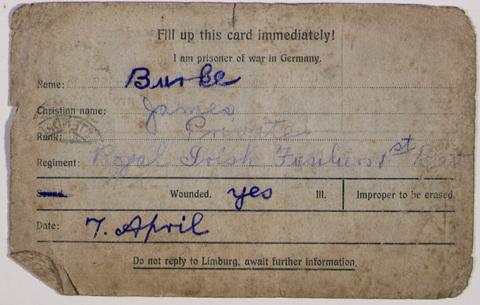 Fill up this card immediately!
I am prisoner of war in Germany.
Name: Burke
Christian name: James
Rank: Private
Regiment: Royal Irish Fusiliers 1st Batt
Sound. Wounded. yes Ill. Improper to be erased.
Date: 7. April
Do not reply to Limburg, await further information.